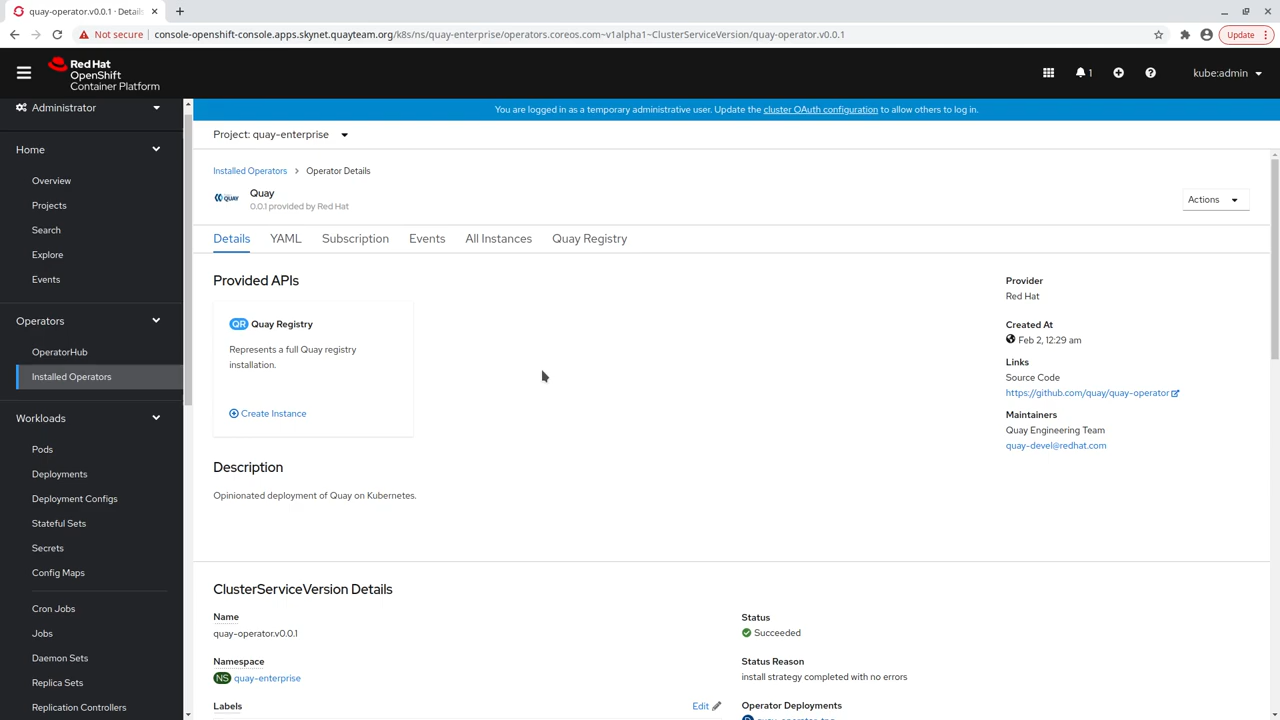 quay-operator.v0.0.1 · Details
Not secure
console-openshift-console.apps.skynet.quayteam.org/k8s/ns/quay-enterprise/operators.coreos.com~v1alpha1~ClusterServiceVersion/quay-operator.v0.0.1
Update
Red Hat
OpenShift
Container Platform
1
kube:admin
You are logged in as a temporary administrative user. Update the cluster OAuth configuration to allow others to log in.
Administrator
Home
Overview
Projects
Search
Explore
Events
Operators
OperatorHub
Installed Operators
Workloads
Pods
Deployments
Deployment Configs
Stateful Sets
Secrets
Config Maps
Cron Jobs
Jobs
Daemon Sets
Replica Sets
Replication Controllers
Project: quay-enterprise
Installed Operators > Operator Details
QUAY
Quay
0.0.1 provided by Red Hat
Actions
Details YAML Subscription Events All Instances Quay Registry
Provided APIs
QR Quay Registry
Represents a full Quay registry
installation.
Create Instance
Description
Opinionated deployment of Quay on Kubernetes.
Provider
Red Hat
Created At
Feb 2, 12:29 am
Links
Source Code
https://github.com/quay/quay-operator
Maintainers
Quay Engineering Team
quay-devel@redhat.com
ClusterServiceVersion Details
Name
quay-operator.v0.0.1
Namespace
NS quay-enterprise
Labels
Edit
Status
Succeeded
Status Reason
install strategy completed with no errors
Operator Deployments